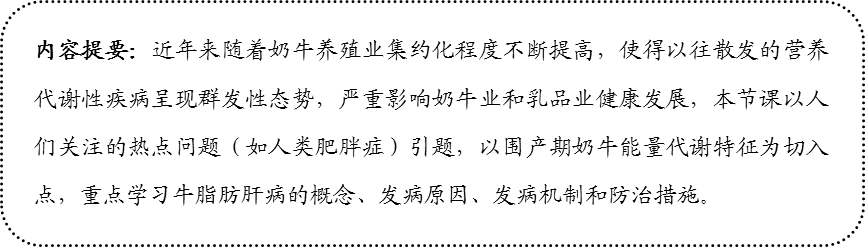 内容提要：近年来随着奶牛养殖业集约化程度不断提高，使得以往散发的营养
代谢性疾病呈现群发性态势，严重影响奶牛业和乳品业健康发展，本节课以人
们关注的热点问题（如人类肥胖症）引题，以围产期奶牛能量代谢特征为切入
点，重点学习牛脂肪肝病的概念、发病原因、发病机制和防治措施。